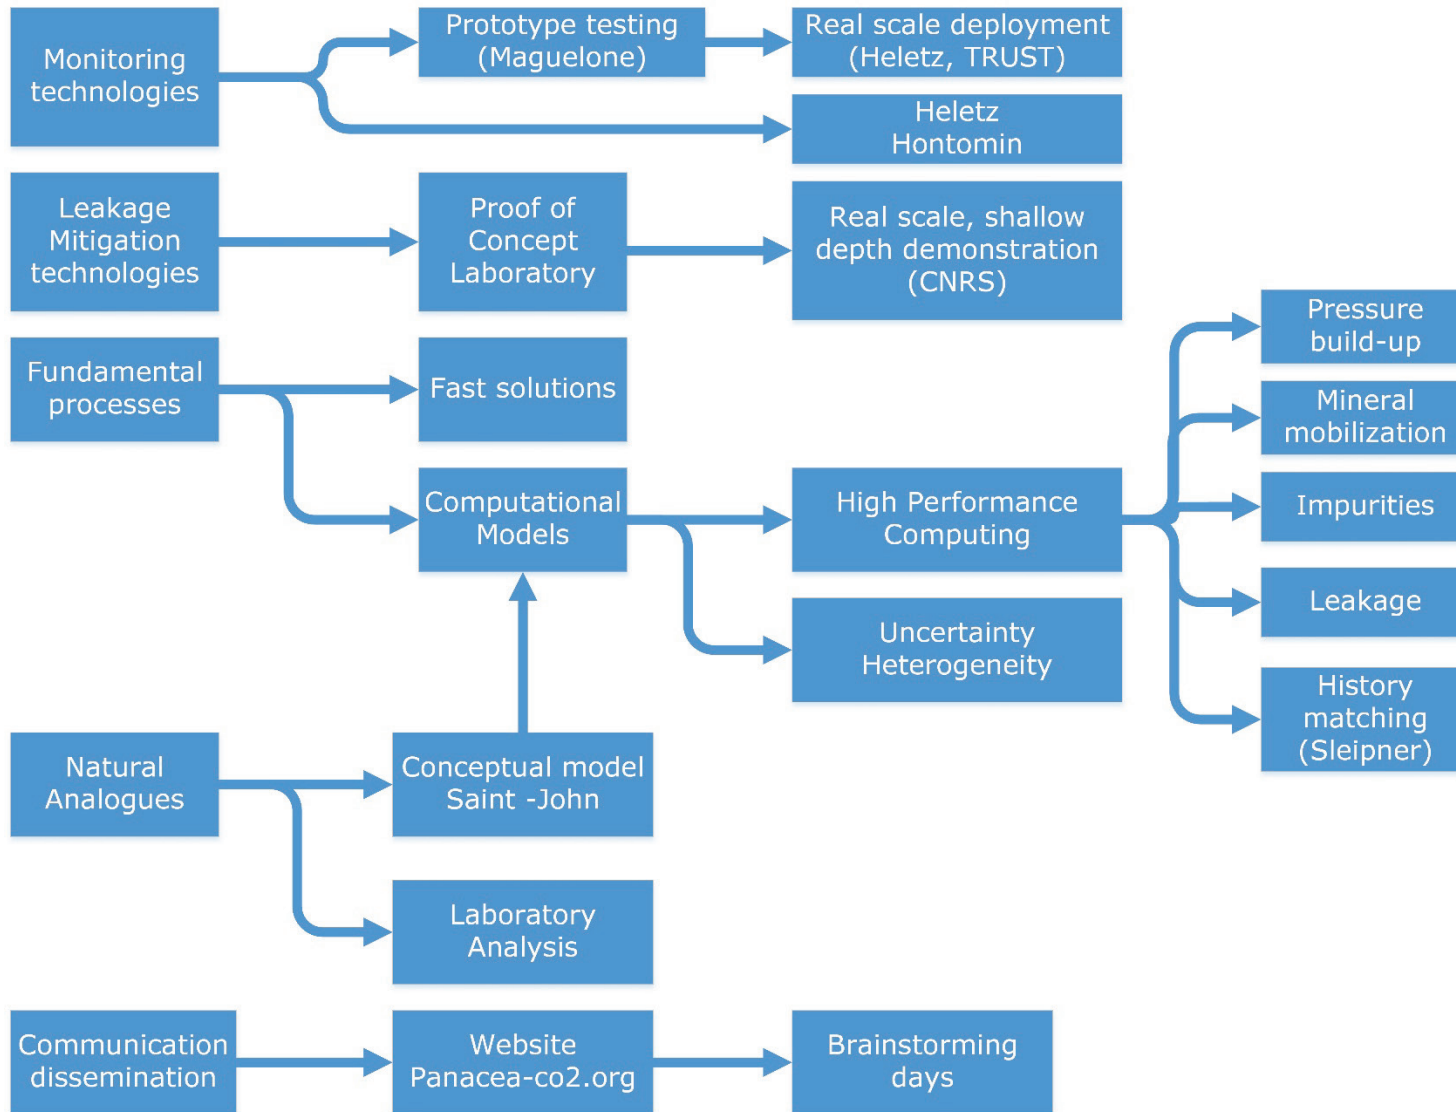 Monitoring
technologies
Prototype testing
(Maguelone)
Real scale deployment
(Heletz, TRUST)
Heletz
Hontomin
Leakage
Mitigation
technologies
Proof of
Concept
Laboratory
Real scale, shallow
depth demonstration
(CNRS)
Fundamental
processes
Fast solutions
Computational
Models
High Performance
Computing
Uncertainty
Heterogeneity
Pressure
build-up
Mineral
mobilization
Impurities
Leakage
History
matching
(Sleipner)
Natural
Analogues
Conceptual model
Saint -John
Laboratory
Analysis
Communication
dissemination
Website
Panacea-co2.org
Brainstorming
days